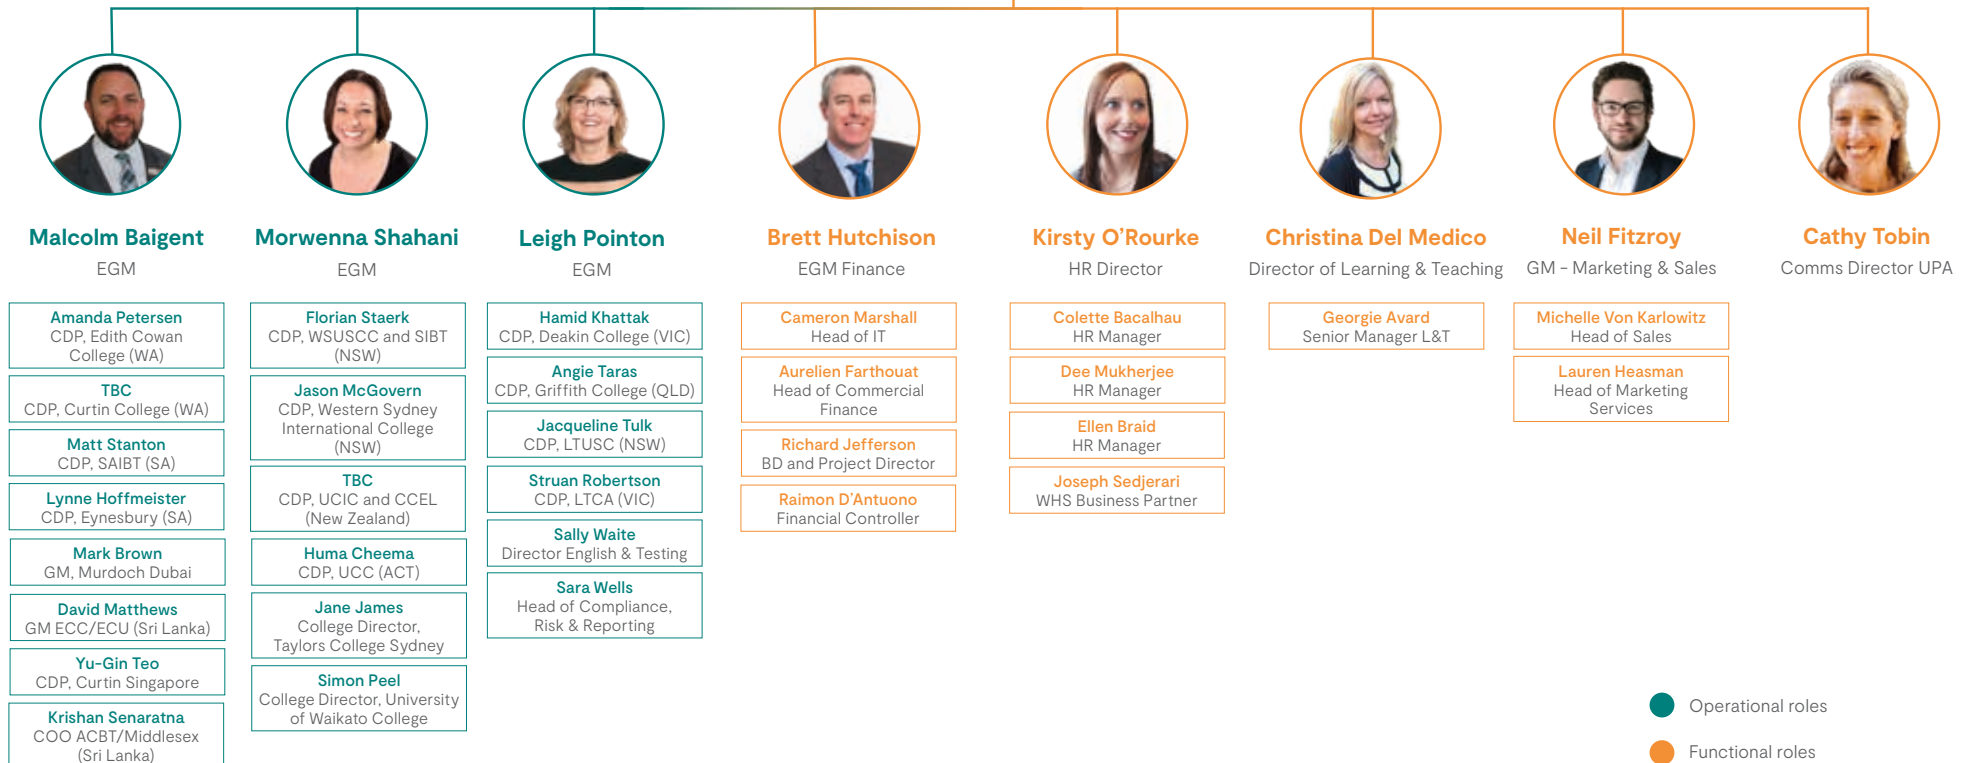 Malcolm Baigent
EGM
Amanda Petersen
CDP, Edith Cowan
College (WA)
TBC
CDP, Curtin College (WA)
Matt Stanton
CDP, SAIBT (SA)
Lynne Hoffmeister
CDP, Eynesbury (SA)
Mark Brown
GM, Murdoch Dubai
David Matthews
GM ECC/ECU (Sri Lanka)
Yu-Gin Teo
CDP, Curtin Singapore
Krishan Senaratna
COO ACBT/Middlesex
(Sri Lanka)
Morwenna Shahani
EGM
Florian Staerk
CDP, WSUSCC and SIBT
(NSW)
Jason McGovern
CDP, Western Sydney
International College
(NSW)
TBC
CDP, UCIC and CCEL
(New Zealand)
Huma Cheema
CDP, UCC (ACT)
Jane James
College Director,
Taylors College Sydney
Simon Peel
College Director, University
of Waikato College
Leigh Pointon
EGM
Hamid Khattak
CDP, Deakin College (VIC)
Angie Taras
CDP, Griffith College (QLD)
Jacqueline Tulk
CDP, LTUSC (NSW)
Struan Robertson
CDP, LTCA (VIC)
Sally Waite
Director English & Testing
Sara Wells
Head of Compliance,
Risk & Reporting
Brett Hutchison
EGM Finance
Cameron Marshall
Head of IT
Aurelien Farthouat
Head of Commercial
Finance
Richard Jefferson
BD and Project Director
Raimon D'Antuono
Financial Controller
Kirsty O'Rourke
HR Director
Colette Bacalhau
HR Manager
Dee Mukherjee
HR Manager
Ellen Braid
HR Manager
Joseph Sedjerari
WHS Business Partner
Christina Del Medico
Director of Learning & Teaching
Georgie Avard
Senior Manager L&T
Neil Fitzroy
GM - Marketing & Sales
Michelle Von Karlowitz
Head of Sales
Lauren Heasman
Head of Marketing
Services
Cathy Tobin
Comms Director UPA
Operational roles
Functional roles